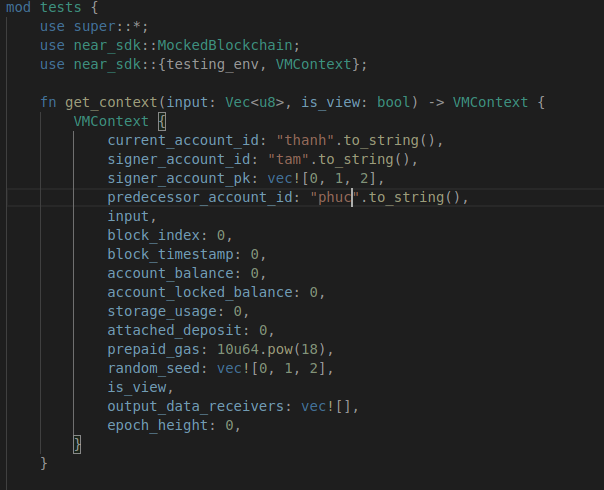 mod tests {
    use super::*;
    use near_sdk::MockedBlockchain;
    use near_sdk::{testing_env, VMContext};

    fn get_context(input: Vec<u8>, is_view: bool) -> VMContext {
        VMContext {
            current_account_id: "thanh".to_string(),
            signer_account_id: "tam".to_string(),
            signer_account_pk: vec![0, 1, 2],
            predecessor_account_id: "phuc".to_string(),
            input,
            block_index: 0,
            block_timestamp: 0,
            account_balance: 0,
            account_locked_balance: 0,
            storage_usage: 0,
            attached_deposit: 0,
            prepaid_gas: 10u64.pow(18),
            random_seed: vec![0, 1, 2],
            is_view,
            output_data_receivers: vec![],
            epoch_height: 0,
        }
    }